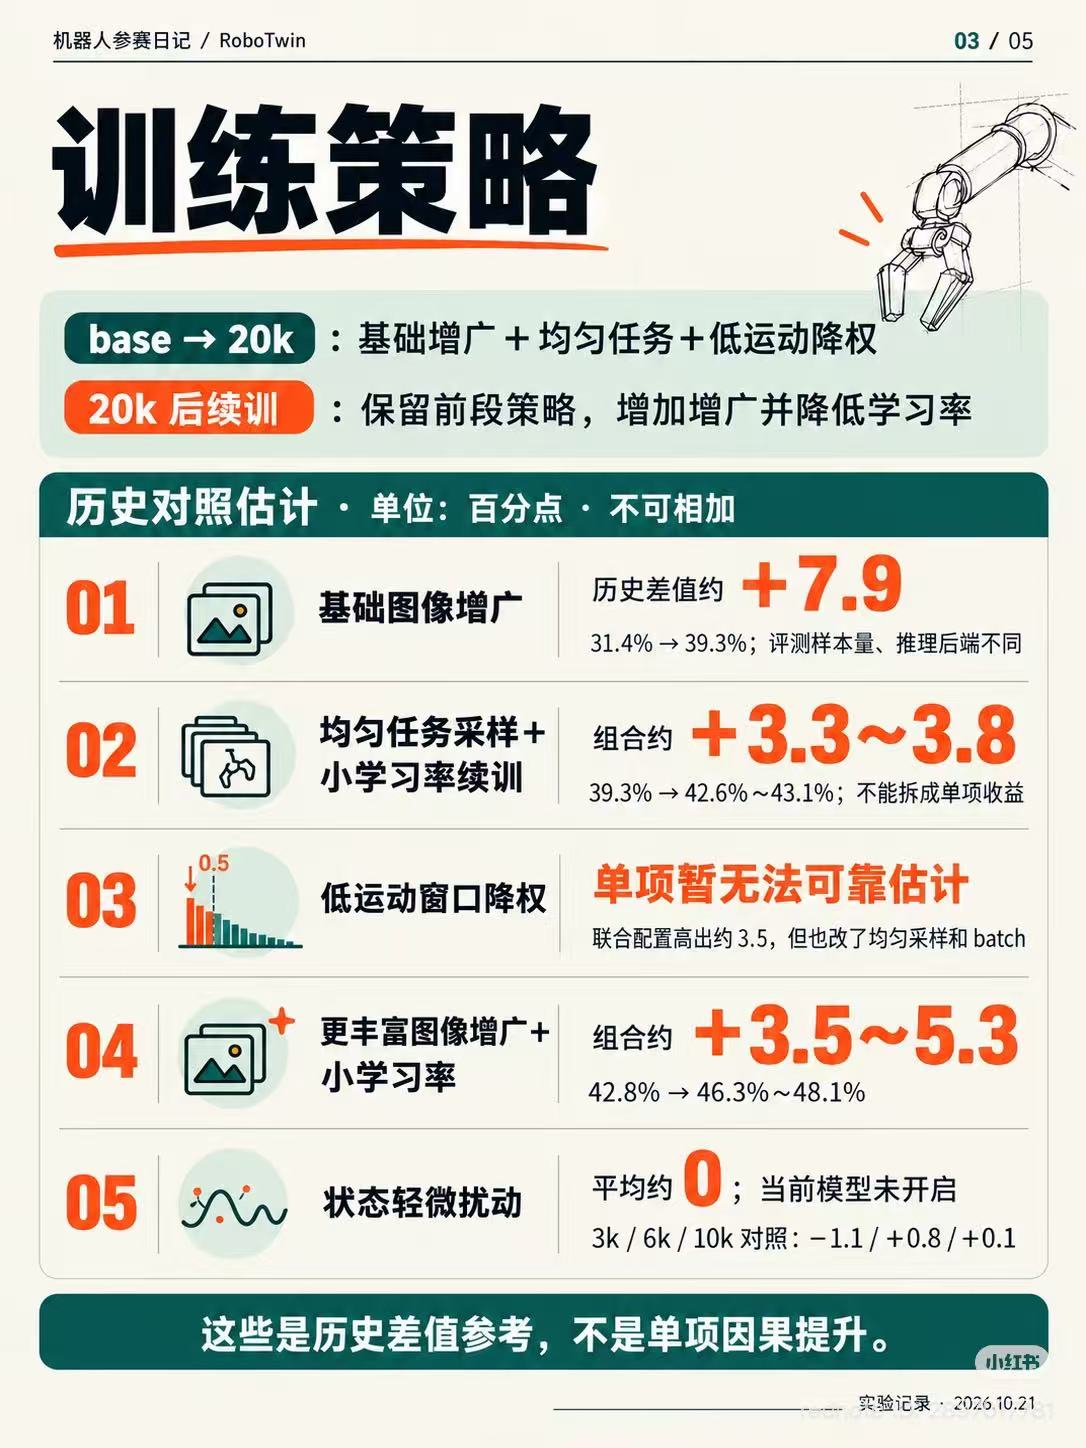 机器人参赛日记 / RoboTwin
03 / 05
训练策略
base → 20k ：基础增广＋均匀任务＋低运动降权
20k 后续训 ：保留前段策略，增加增广并降低学习率
历史对照估计 · 单位：百分点 · 不可相加
01
基础图像增广
历史差值约 +7.9
31.4% → 39.3%；评测样本量、推理后端不同
02
均匀任务采样+
小学习率续训
组合约 +3.3～3.8
39.3% → 42.6%～43.1%；不能拆成单项收益
03
0.5
低运动窗口降权
单项暂无法可靠估计
联合配置高出约 3.5，但也改了均匀采样和 batch
04
更丰富图像增广+
小学习率
组合约 +3.5～5.3
42.8% → 46.3%～48.1%
05
状态轻微扰动
平均约 0；当前模型未开启
3k / 6k / 10k 对照：−1.1 / +0.8 / +0.1
这些是历史差值参考，不是单项因果提升。
小红书
实验记录 · 2026.10.21